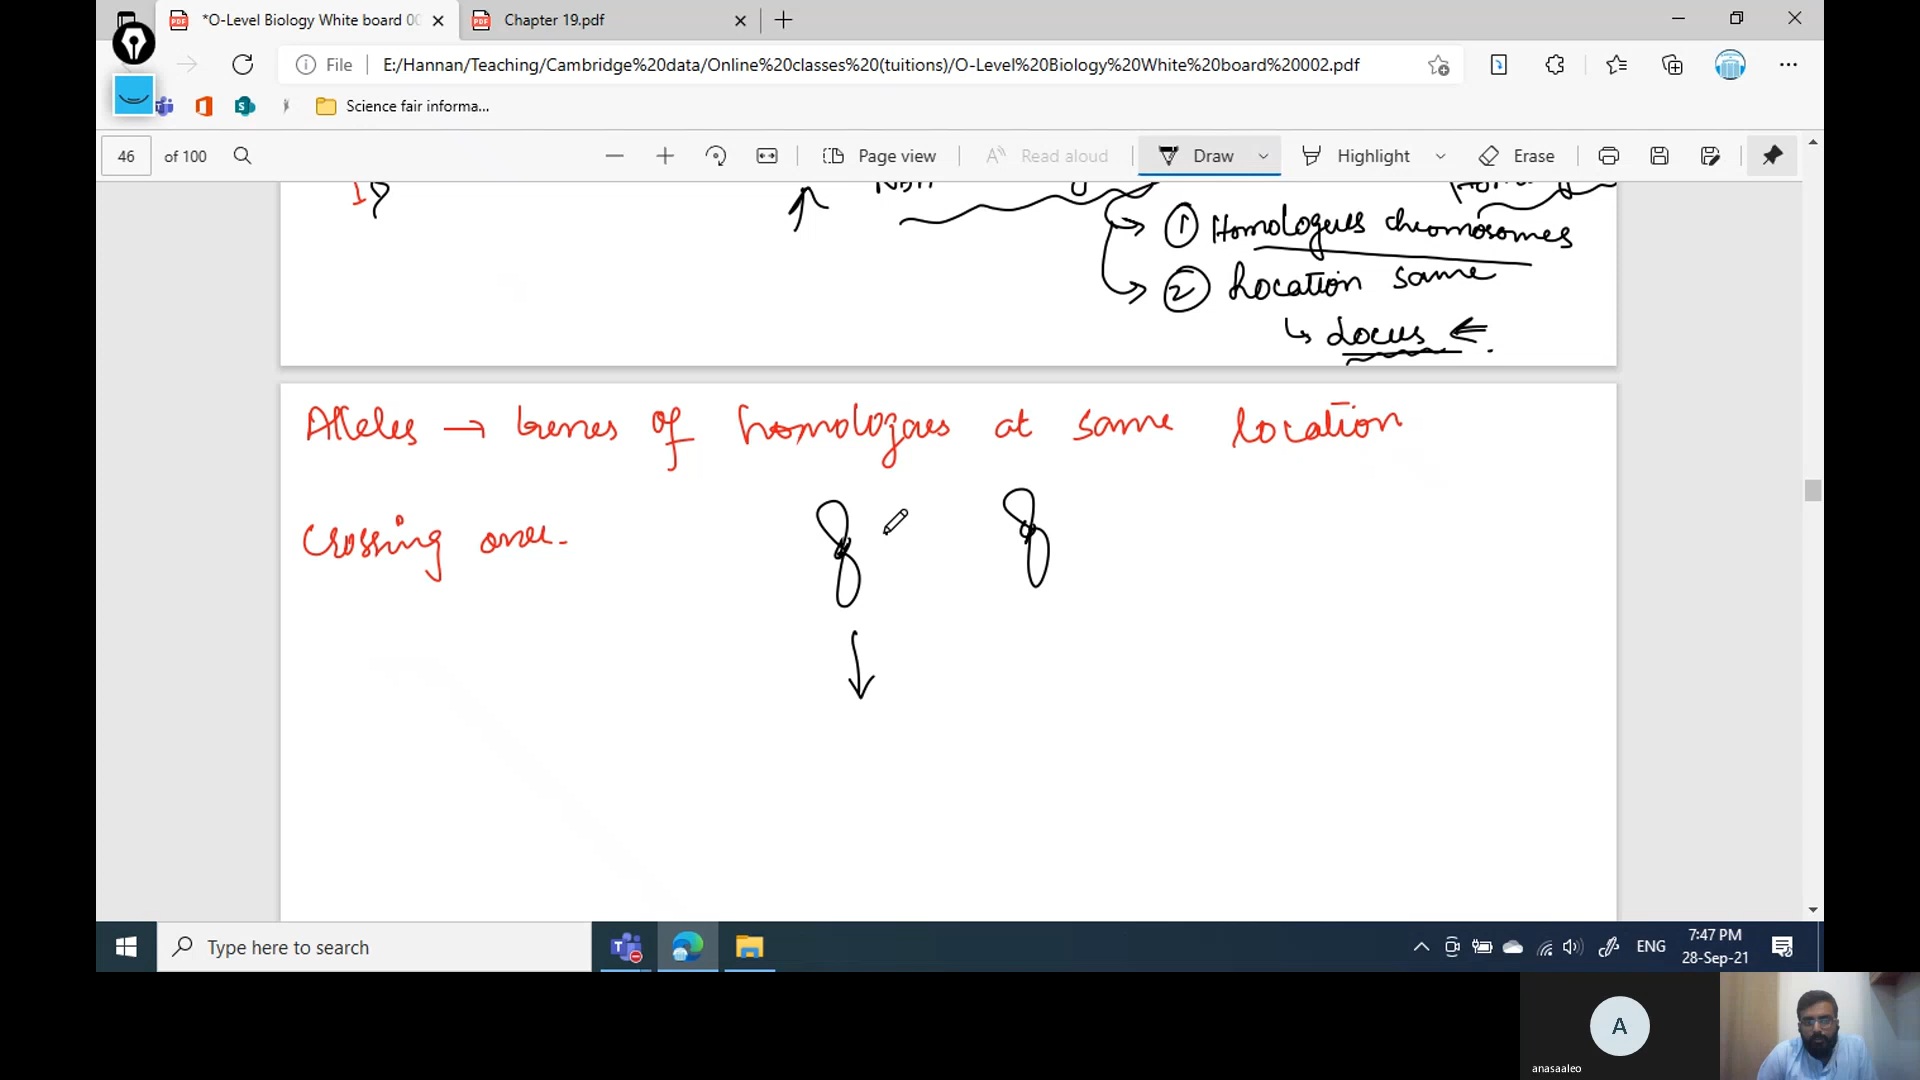 *O-Level Biology White board 00
Chapter 19.pdf
File
E:/Hannan/Teaching/Cambridge%20data/Online%20classes%20(tuitions)/O-Level%20Biology%20White%20board%20002.pdf
Science fair informa...
46
of 100
Page view
Read aloud
Draw
Highlight
Erase
① Homologues chromosomes
② Location same
↳ Locus ←
Alleles → Genes of homologous at same location
Crossing over.
Type here to search
ENG
7:47 PM
28-Sep-21
A
anasaaleo